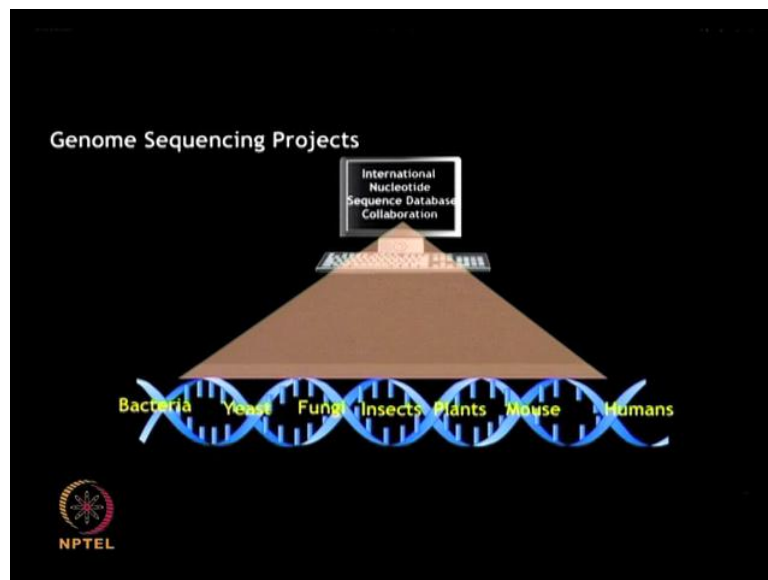 Genome Sequencing Projects
International
Nucleotide
Sequence Database
Collaboration
Bacteria Yeast Fungi Insects Plants Mouse Humans
NPTEL